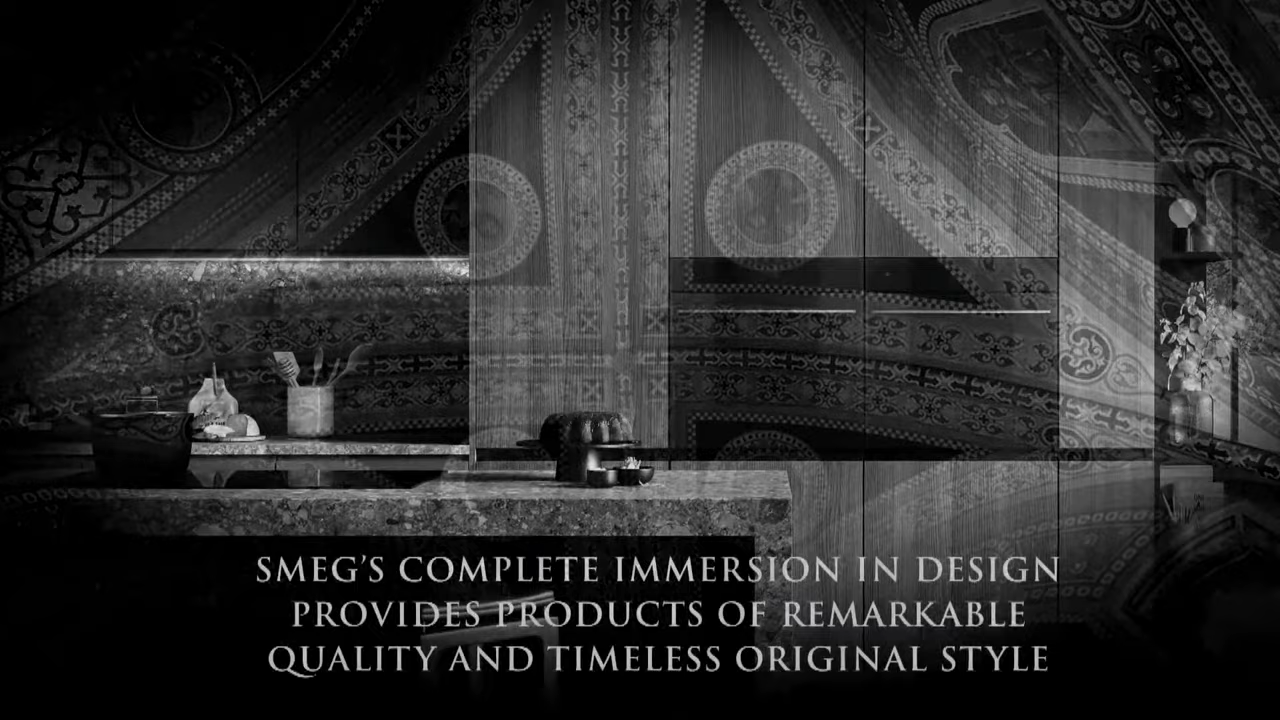 SMEG'S COMPLETE IMMERSION IN DESIGN
PROVIDES PRODUCTS OF REMARKABLE
QUALITY AND TIMELESS ORIGINAL STYLE